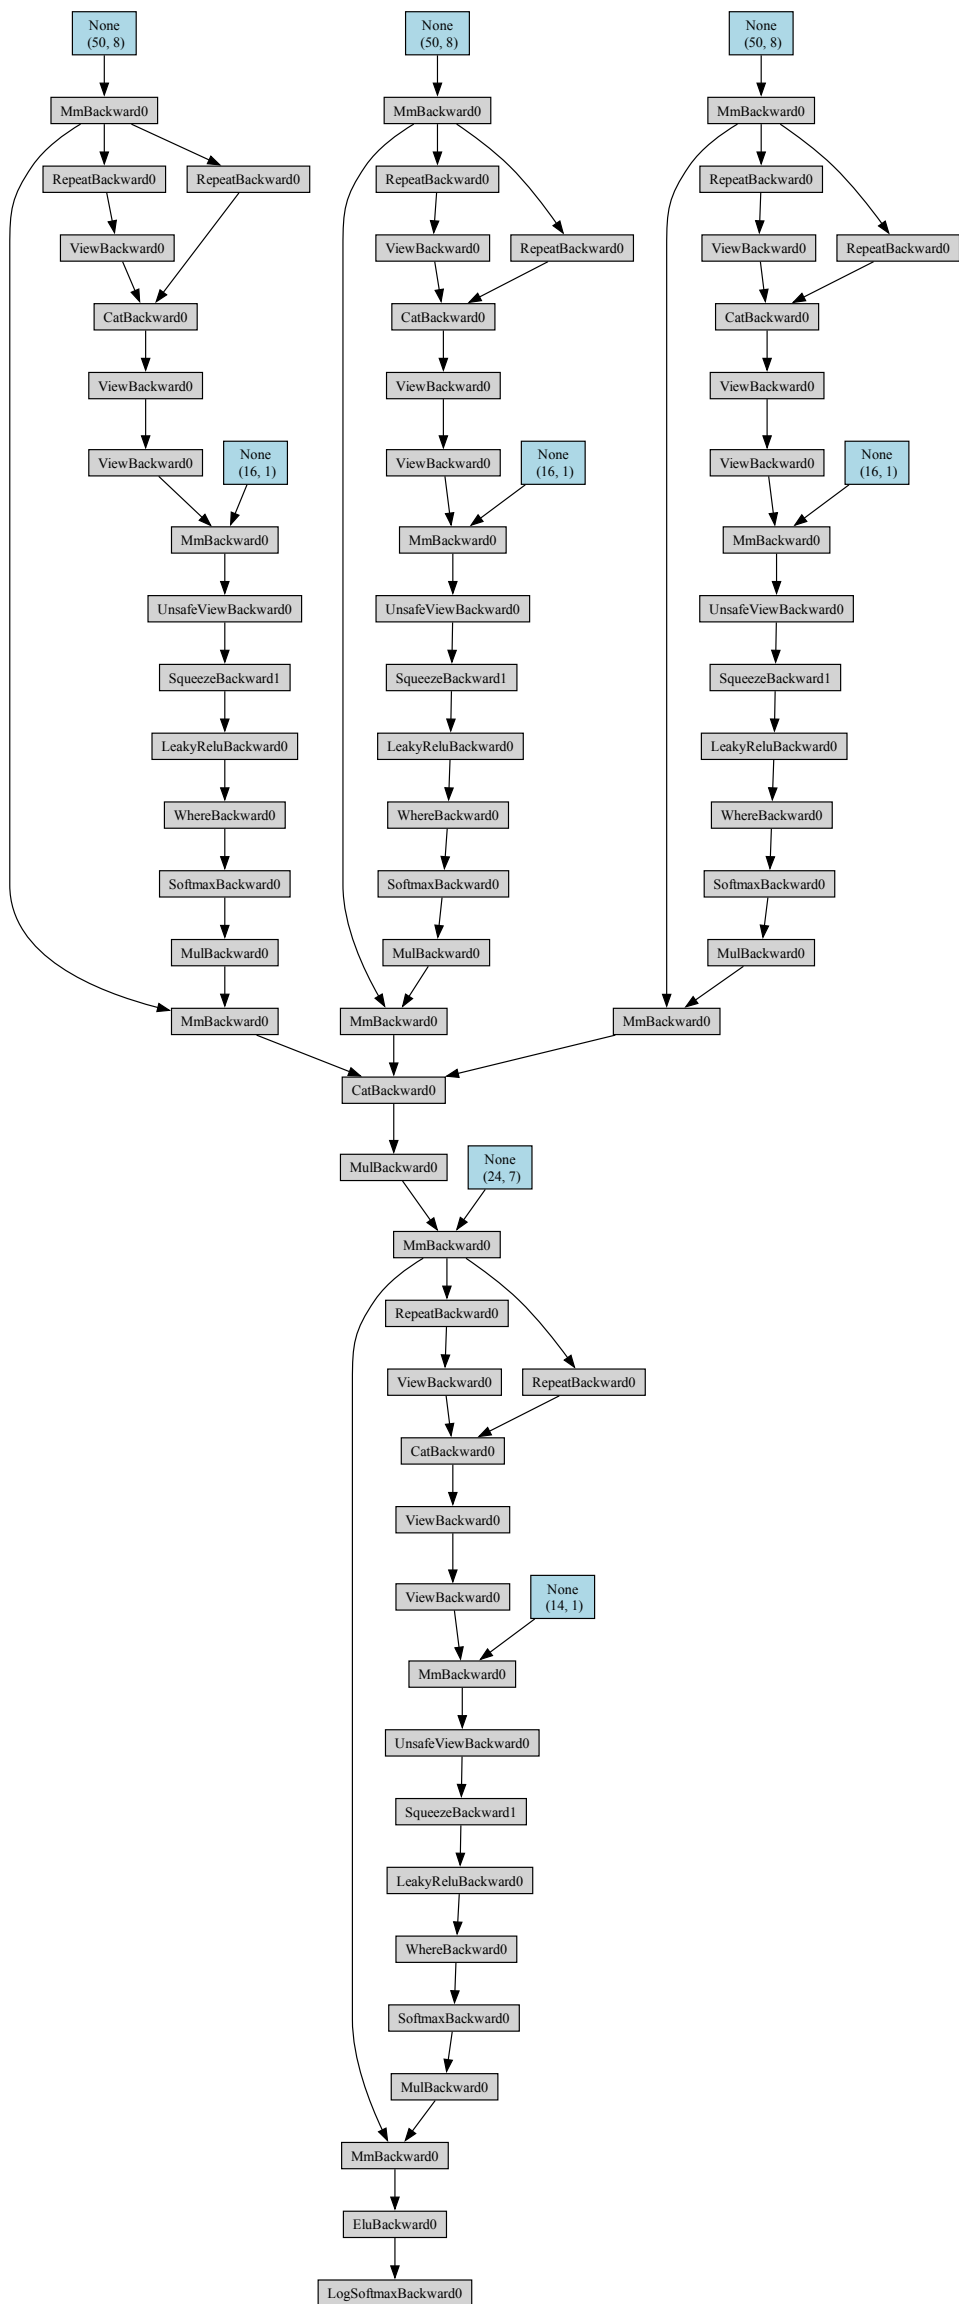 None
(50, 8)
None
(50, 8)
None
(50, 8)
MmBackward0
MmBackward0
MmBackward0
RepeatBackward0
RepeatBackward0
RepeatBackward0
RepeatBackward0
ViewBackward0
ViewBackward0
RepeatBackward0
ViewBackward0
RepeatBackward0
CatBackward0
CatBackward0
CatBackward0
ViewBackward0
ViewBackward0
ViewBackward0
ViewBackward0
None
(16, 1)
ViewBackward0
None
(16, 1)
ViewBackward0
None
(16, 1)
MmBackward0
MmBackward0
MmBackward0
UnsafeViewBackward0
UnsafeViewBackward0
UnsafeViewBackward0
SqueezeBackward1
SqueezeBackward1
SqueezeBackward1
LeakyReluBackward0
LeakyReluBackward0
LeakyReluBackward0
WhereBackward0
WhereBackward0
WhereBackward0
SoftmaxBackward0
SoftmaxBackward0
SoftmaxBackward0
MulBackward0
MulBackward0
MulBackward0
MmBackward0
MmBackward0
MmBackward0
CatBackward0
MulBackward0
None
(24, 7)
MmBackward0
RepeatBackward0
ViewBackward0
RepeatBackward0
CatBackward0
ViewBackward0
ViewBackward0
None
(14, 1)
MmBackward0
UnsafeViewBackward0
SqueezeBackward1
LeakyReluBackward0
WhereBackward0
SoftmaxBackward0
MulBackward0
MmBackward0
EluBackward0
LogSoftmaxBackward0